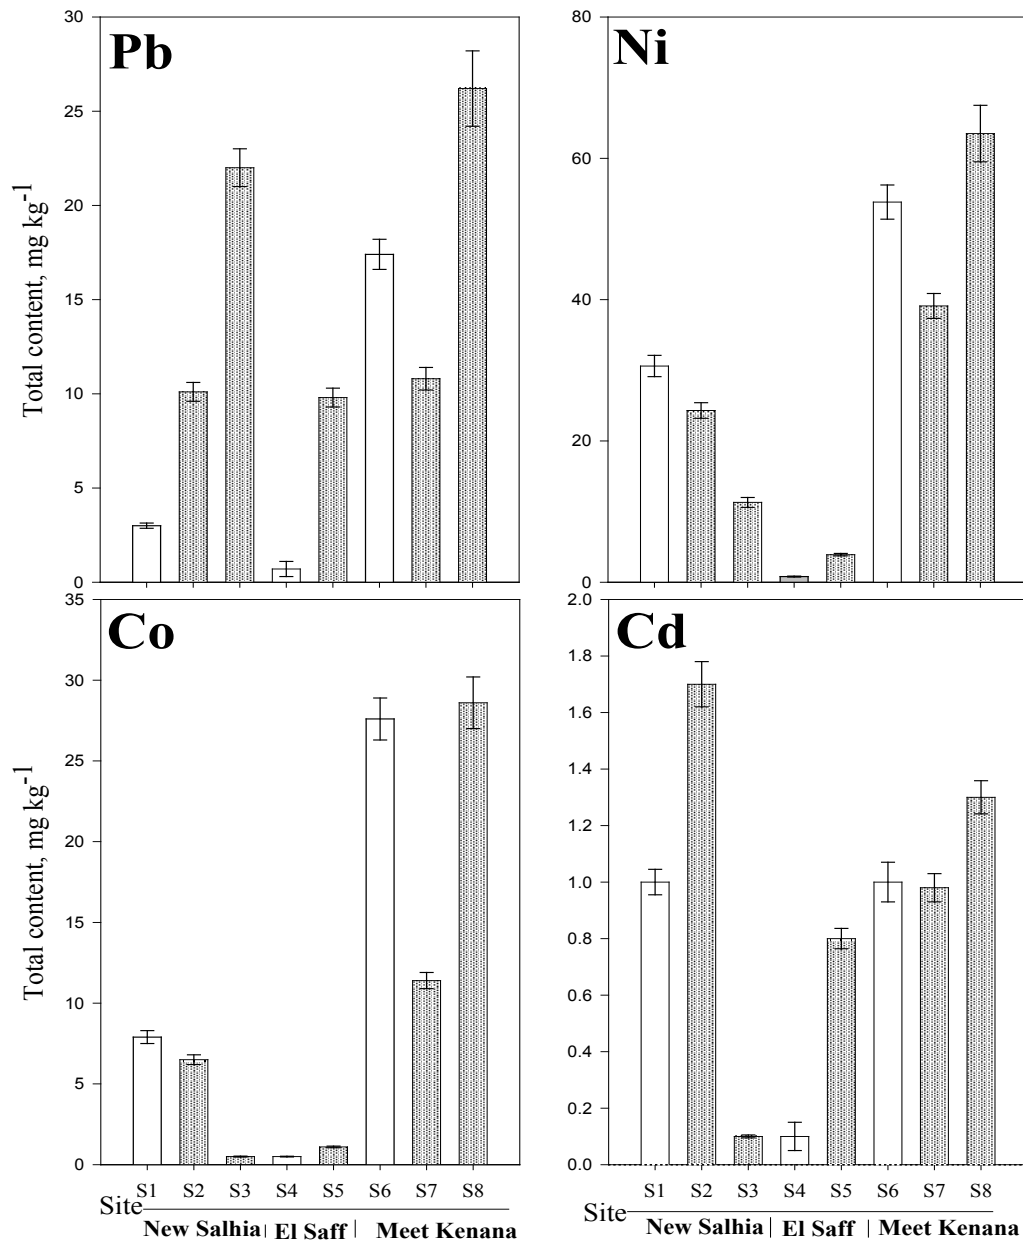 Pb
Total content, mg kg-1
30
25
20
15
10
5
0
Ni
80
60
40
20
0
Co
Total content, mg kg-1
35
30
25
20
15
10
5
0
Cd
2.0
1.8
1.6
1.4
1.2
1.0
0.8
0.6
0.4
0.2
0.0
S1 S2 S3 S4 S5 S6 S7 S8
Site
New Salhia | El Saff | Meet Kenana
S1 S2 S3 S4 S5 S6 S7 S8
Site
New Salhia | El Saff | Meet Kenana